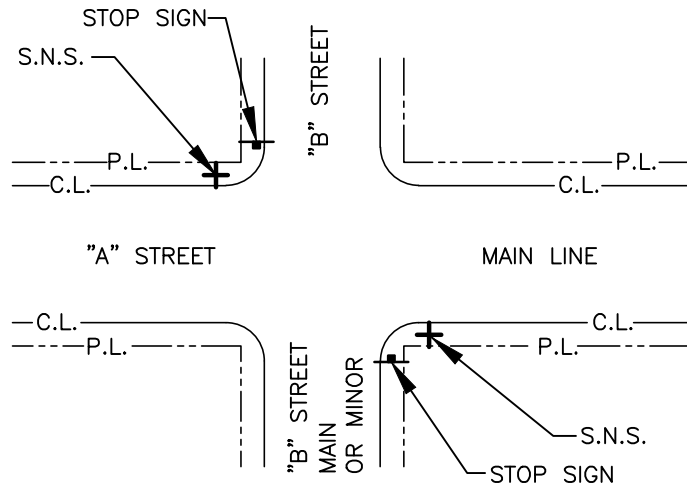 STOP SIGN
S.N.S.
"B" STREET
P.L.
P.L.
C.L.
C.L.
"A" STREET
MAIN LINE
C.L.
C.L.
P.L.
P.L.
"B" STREET
MAIN
OR MINOR
S.N.S.
STOP SIGN